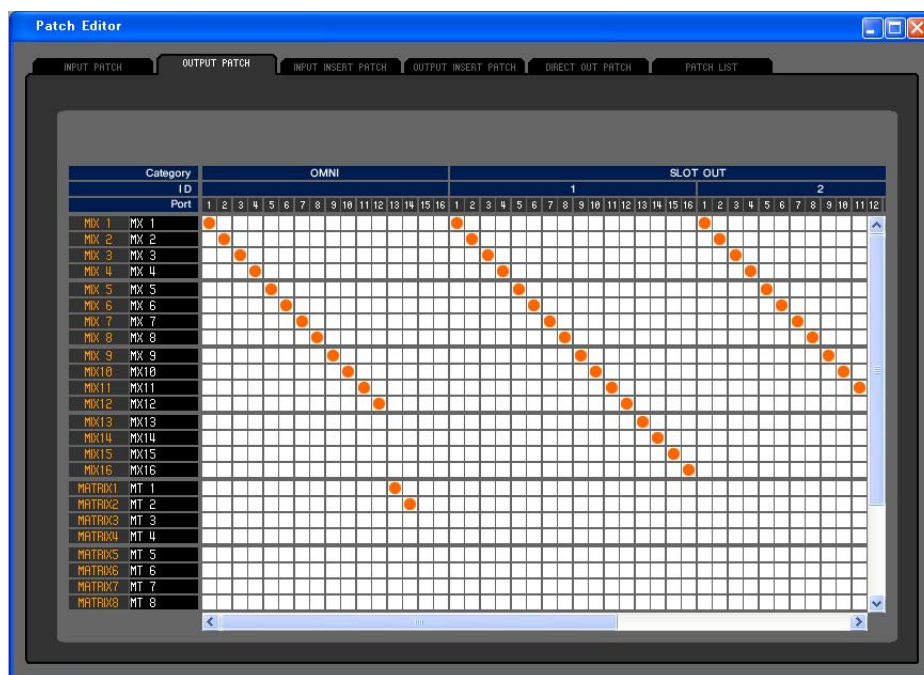 Patch Editor
INPUT PATCH OUTPUT PATCH INPUT INSERT PATCH OUTPUT INSERT PATCH DIRECT OUT PATCH PATCH LIST
Category OMNI SLOT OUT
ID 1 2
Port 1 2 3 4 5 6 7 8 9 10 11 12 13 14 15 16 1 2 3 4 5 6 7 8 9 10 11 12 13 14 15 16 1 2 3 4 5 6 7 8 9 10 11 12
MIX 1 MX 1
MIX 2 MX 2
MIX 3 MX 3
MIX 4 MX 4
MIX 5 MX 5
MIX 6 MX 6
MIX 7 MX 7
MIX 8 MX 8
MIX 9 MX 9
MIX10 MX10
MIX11 MX11
MIX12 MX12
MIX13 MX13
MIX14 MX14
MIX15 MX15
MIX16 MX16
MATRIX1 MT 1
MATRIX2 MT 2
MATRIX3 MT 3
MATRIX4 MT 4
MATRIX5 MT 5
MATRIX6 MT 6
MATRIX7 MT 7
MATRIX8 MT 8